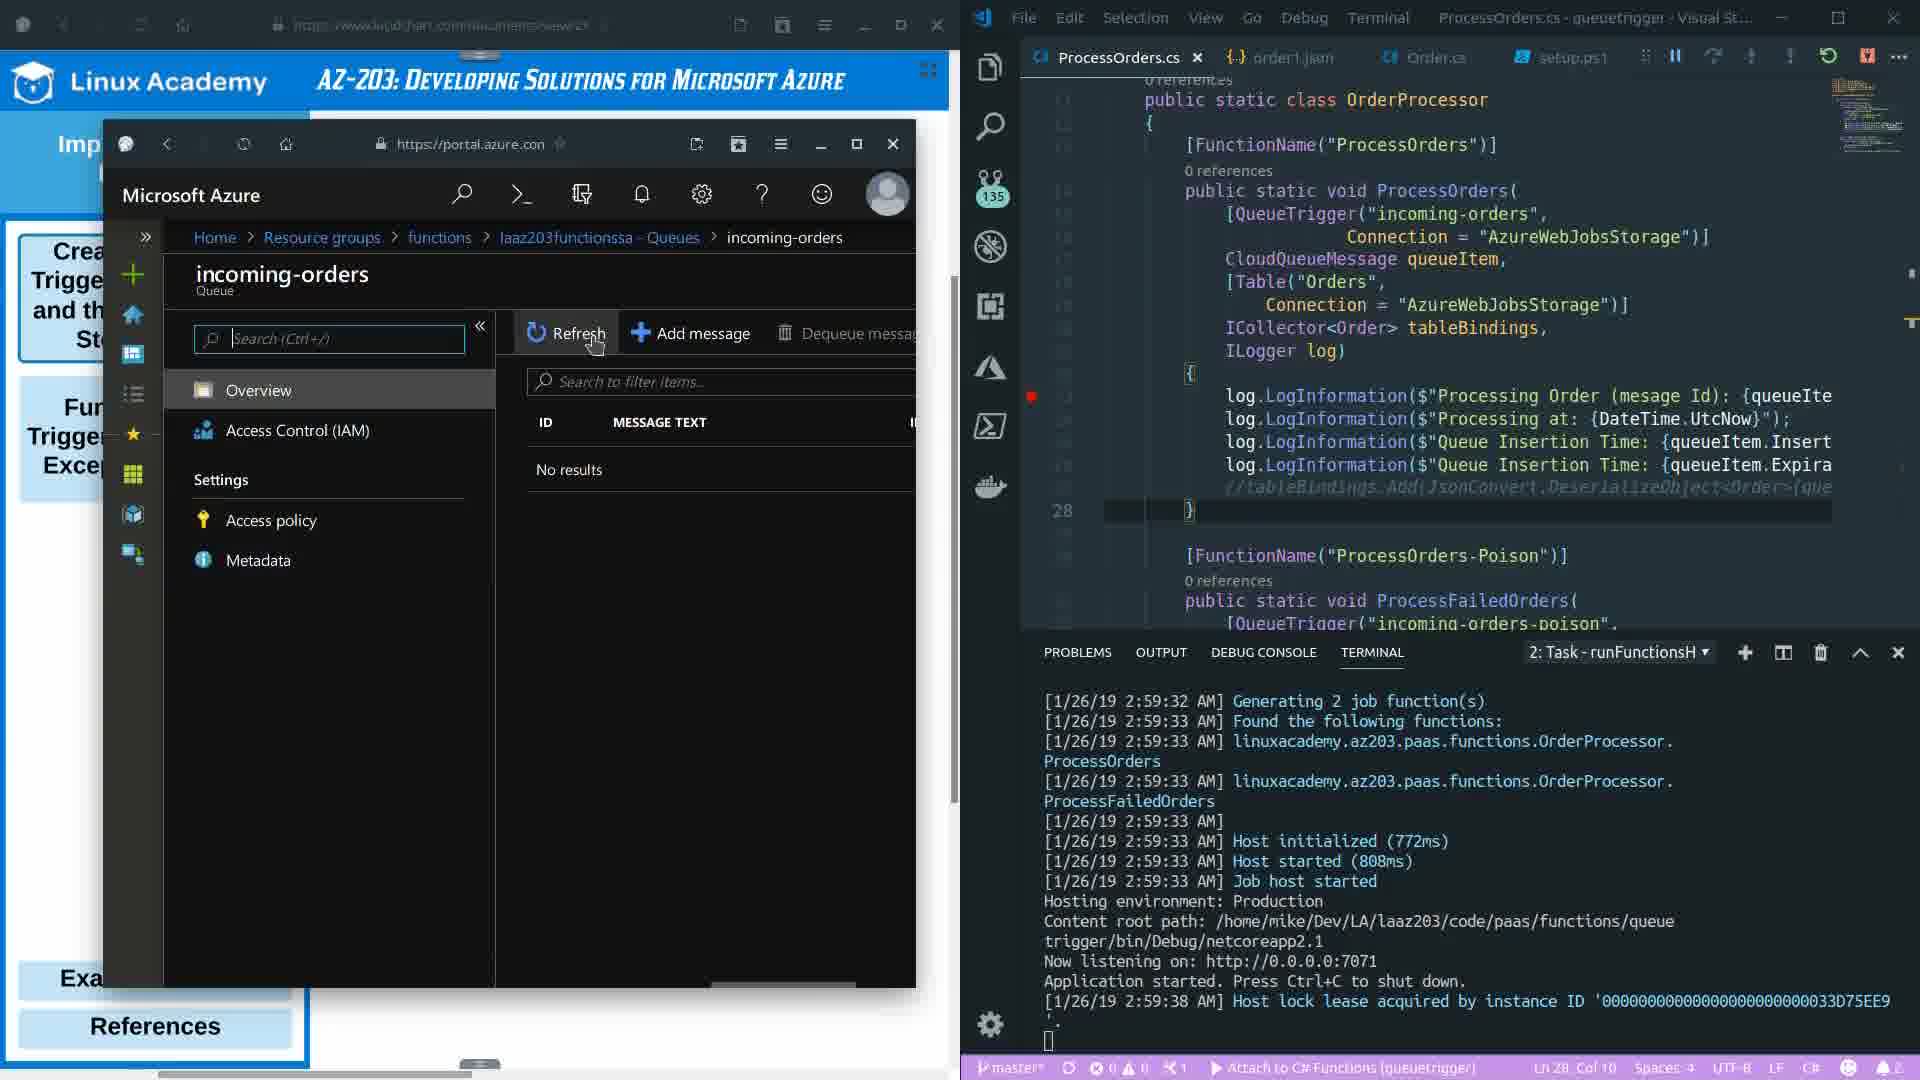 https://www.lucidchart.com/documents/view/2
Linux Academy
AZ-203: Developing Solutions for Microsoft Azure
Imp
Crea
Trigge
and th
St
Fun
Trigger
Exce
Exa
References
https://portal.azure.con
Microsoft Azure
Home > Resource groups > functions > laaz203functionssa - Queues > incoming-orders
incoming-orders
Queue
Search (Ctrl+/)
Overview
Access Control (IAM)
Settings
Access policy
Metadata
Refresh
Add message
Dequeue messa
Search to filter items...
ID
MESSAGE TEXT
No results
File Edit Selection View Go Debug Terminal
ProcessOrders.cs - queuetrigger - Visual St...
ProcessOrders.cs
order1.json
Order.cs
setup.ps1
135
0 references
public static class OrderProcessor
{
[FunctionName("ProcessOrders")]
0 references
public static void ProcessOrders(
[QueueTrigger("incoming-orders",
Connection = "AzureWebJobsStorage")]
CloudQueueMessage queueItem,
[Table("Orders",
Connection = "AzureWebJobsStorage")]
ICollector<Order> tableBindings,
ILogger log)
{
log.LogInformation($"Processing Order (mesage Id): {queueIte
log.LogInformation($"Processing at: {DateTime.UtcNow}");
log.LogInformation($"Queue Insertion Time: {queueItem.Insert
log.LogInformation($"Queue Insertion Time: {queueItem.Expira
//tableBindings.Add(JsonConvert.DeserializeObject<Order>(que
28 }
[FunctionName("ProcessOrders-Poison")]
0 references
public static void ProcessFailedOrders(
[QueueTrigger("incoming-orders-poison",
PROBLEMS OUTPUT DEBUG CONSOLE TERMINAL
2: Task - runFunctionsH
[1/26/19 2:59:32 AM] Generating 2 job function(s)
[1/26/19 2:59:33 AM] Found the following functions:
[1/26/19 2:59:33 AM] linuxacademy.az203.paas.functions.OrderProcessor.
ProcessOrders
[1/26/19 2:59:33 AM] linuxacademy.az203.paas.functions.OrderProcessor.
ProcessFailedOrders
[1/26/19 2:59:33 AM]
[1/26/19 2:59:33 AM] Host initialized (772ms)
[1/26/19 2:59:33 AM] Host started (808ms)
[1/26/19 2:59:33 AM] Job host started
Hosting environment: Production
Content root path: /home/mike/Dev/LA/laaz203/code/paas/functions/queue
trigger/bin/Debug/netcoreapp2.1
Now listening on: http://0.0.0.0:7071
Application started. Press Ctrl+C to shut down.
[1/26/19 2:59:38 AM] Host lock lease acquired by instance ID '000000000000000000000000033D75EE9
'.
master* 0 0 1 Attach to C# Functions (queuetrigger)
Ln 28, Col 10 Spaces: 4 UTF-8 LF C# 2